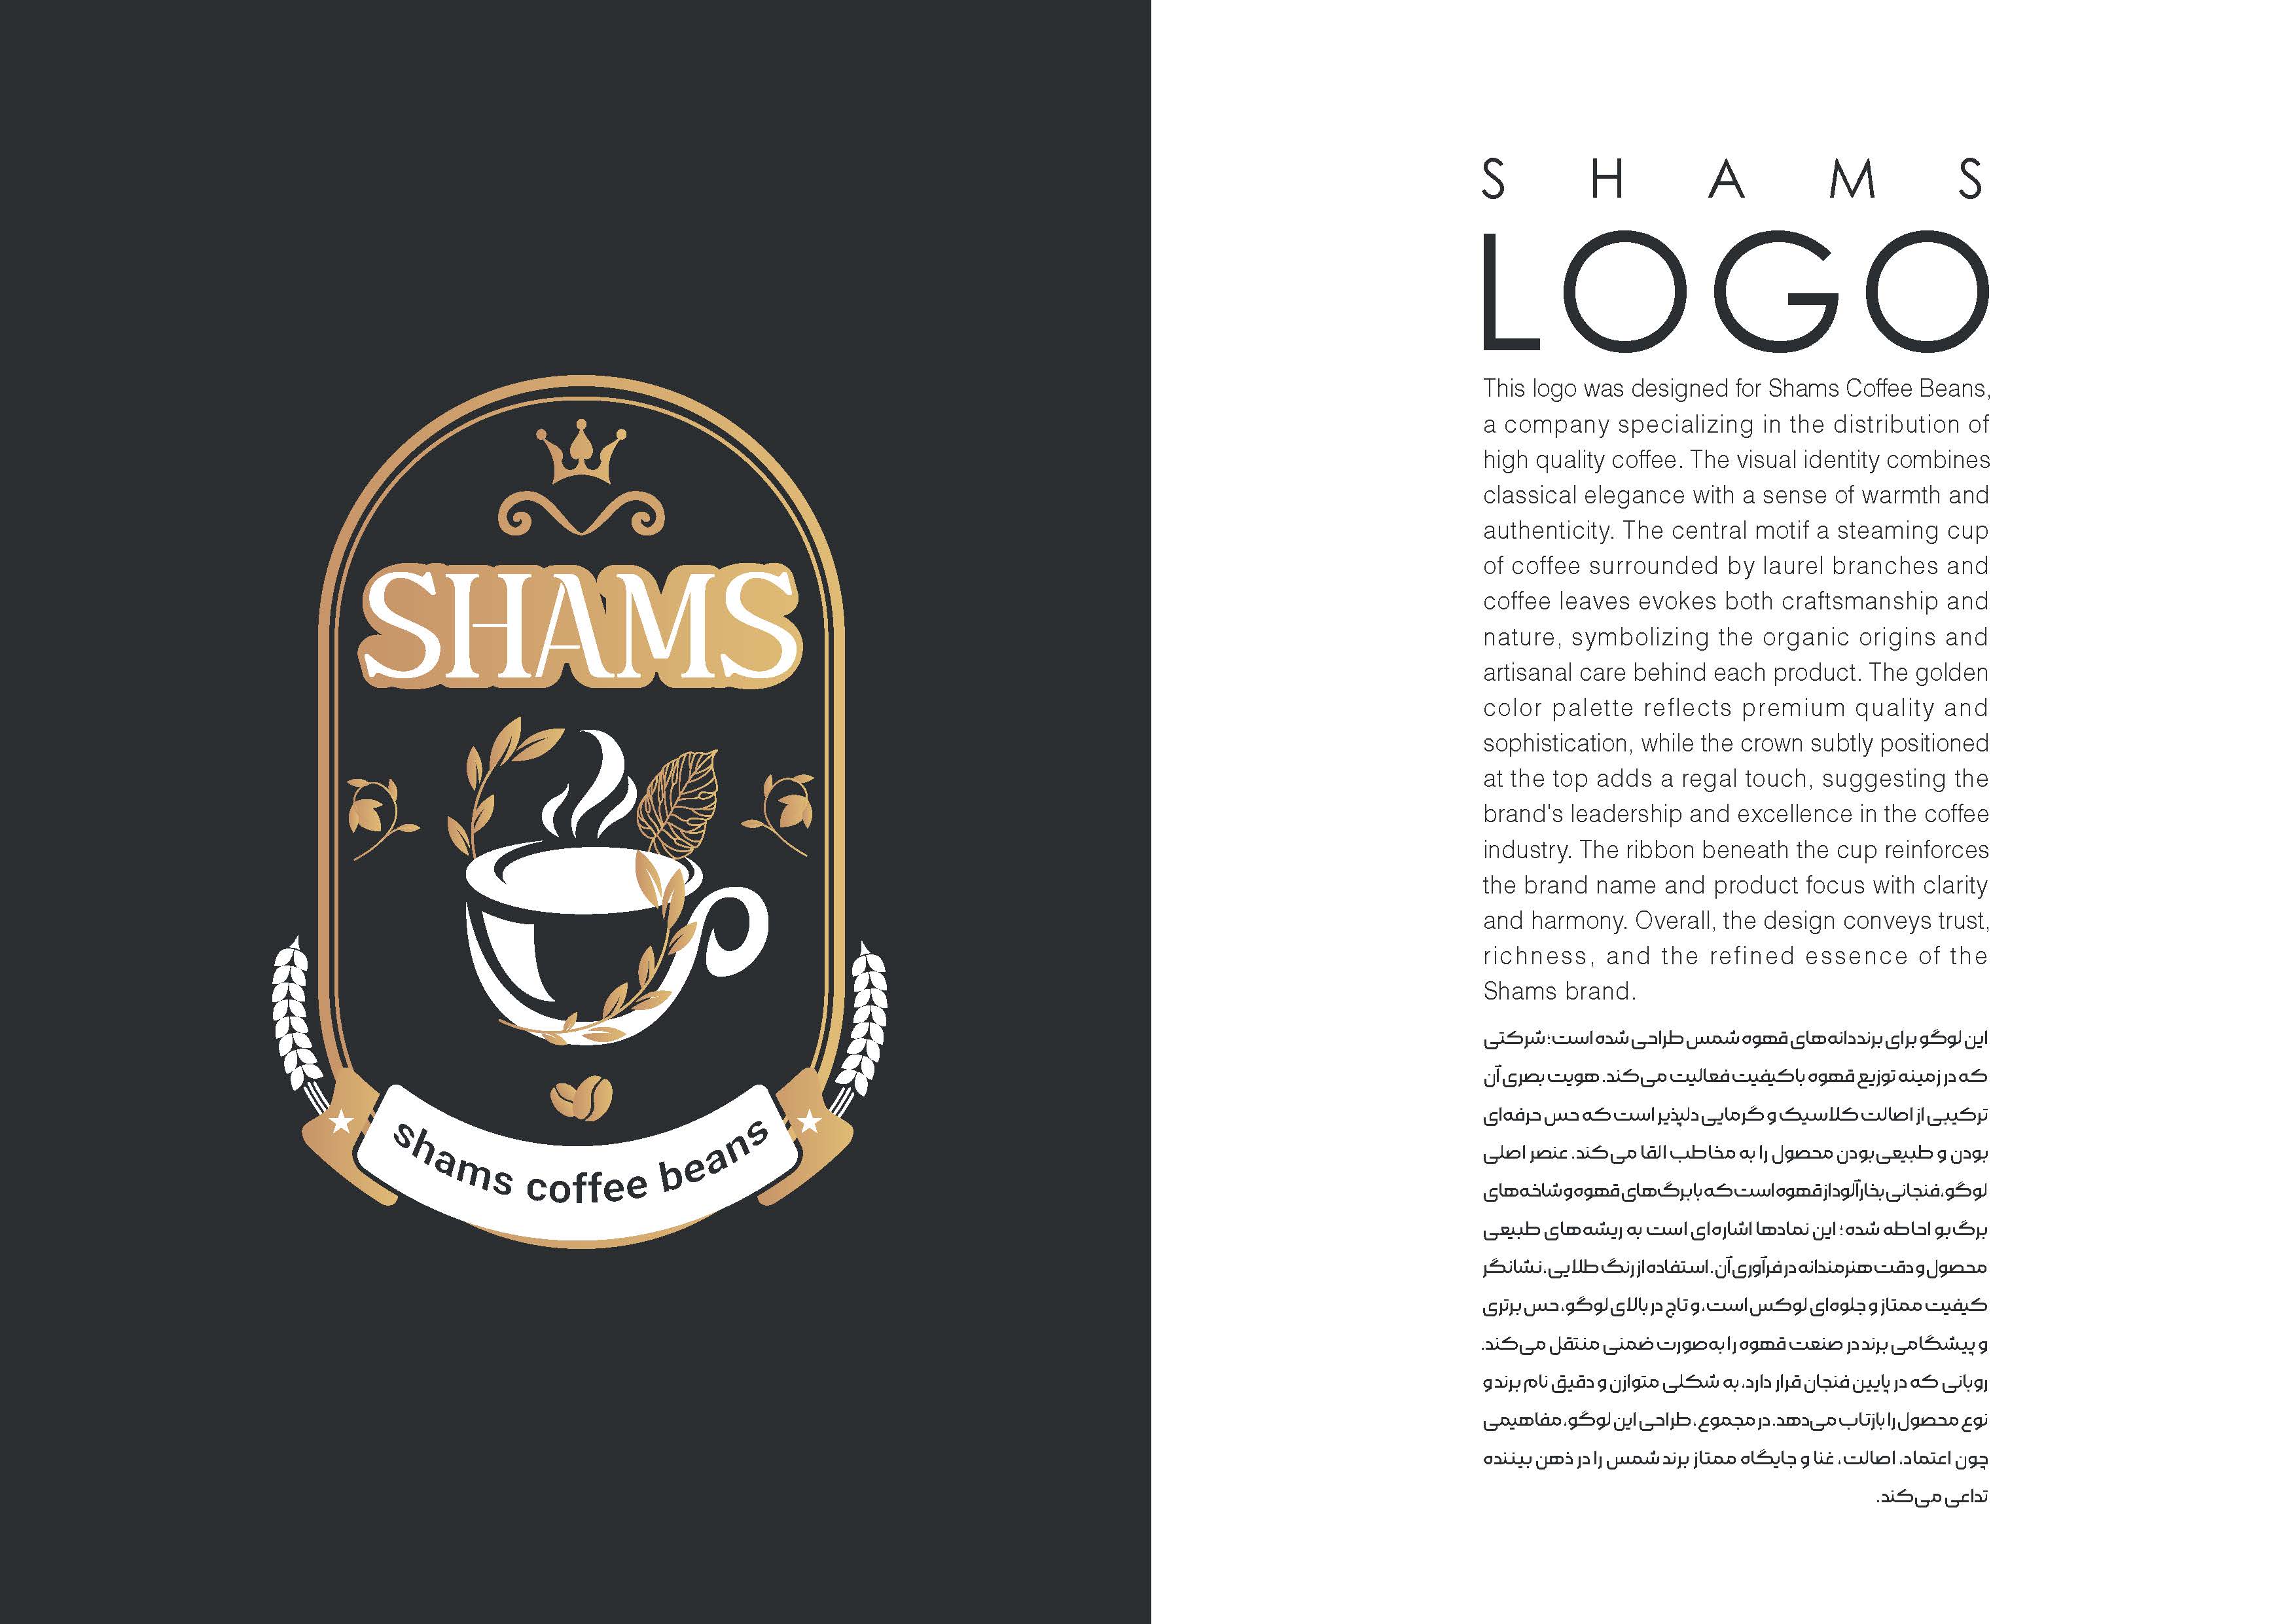 SHAMS
shams coffee beans
S H A M S
LOGO
This logo was designed for Shams Coffee Beans,
a company specializing in the distribution of
high quality coffee. The visual identity combines
classical elegance with a sense of warmth and
authenticity. The central motif a steaming cup
of coffee surrounded by laurel branches and
coffee leaves evokes both craftsmanship and
nature, symbolizing the organic origins and
artisanal care behind each product. The golden
color palette reflects premium quality and
sophistication, while the crown subtly positioned
at the top adds a regal touch, suggesting the
brand's leadership and excellence in the coffee
industry. The ribbon beneath the cup reinforces
the brand name and product focus with clarity
and harmony. Overall, the design conveys trust,
richness, and the refined essence of the
Shams brand.
این لوگو برای برند دانه‌های قهوه شمس طراحی شده است؛ شرکتی
که در زمینه توزیع قهوه باکیفیت فعالیت می‌کند. هویت بصری آن
ترکیبی از اصالت کلاسیک و گرمایی دلپذیر است که حس حرفه‌ای
بودن و طبیعی‌بودن محصول را به مخاطب القا می‌کند. عنصر اصلی
لوگو، فنجانی بخارآلود از قهوه است که با برگ‌های قهوه و شاخه‌های
برگ‌بو احاطه شده؛ این نمادها اشاره‌ای است به ریشه‌های طبیعی
محصول و دقت هنرمندانه در فرآوری آن. استفاده از رنگ طلایی، نشانگر
کیفیت ممتاز و جلوه‌ای لوکس است، و تاج در بالای لوگو، حس برتری
و پیشگامی برند در صنعت قهوه را به‌صورت ضمنی منتقل می‌کند.
روبانی که در پایین فنجان قرار دارد، به شکلی متوازن و دقیق نام برند و
نوع محصول را بازتاب می‌دهد. در مجموع، طراحی این لوگو، مفاهیمی
چون اعتماد، اصالت، غنا و جایگاه ممتاز برند شمس را در ذهن بیننده
تداعی می‌کند.